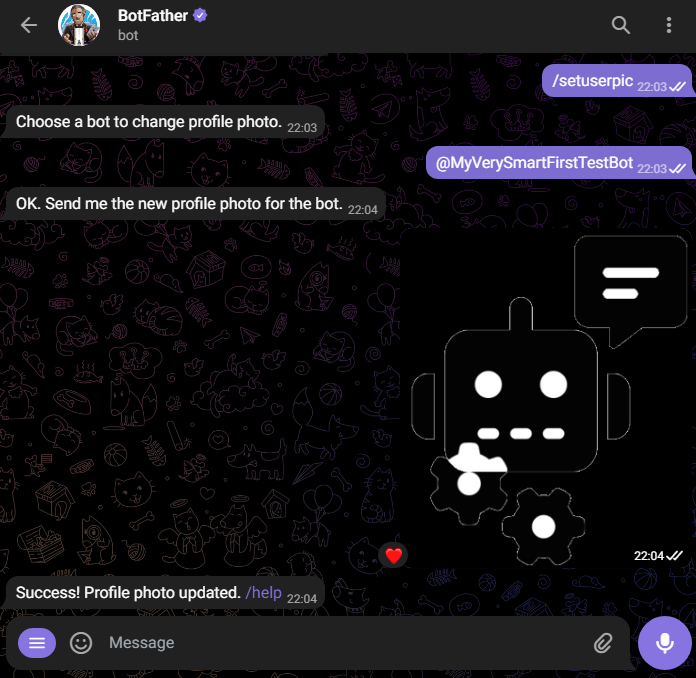 BotFather
bot
/setuserpic 22:03
Choose a bot to change profile photo. 22:03
@MyVerySmartFirstTestBot 22:03
OK. Send me the new profile photo for the bot. 22:04
22:04
Success! Profile photo updated. /help 22:04
Message